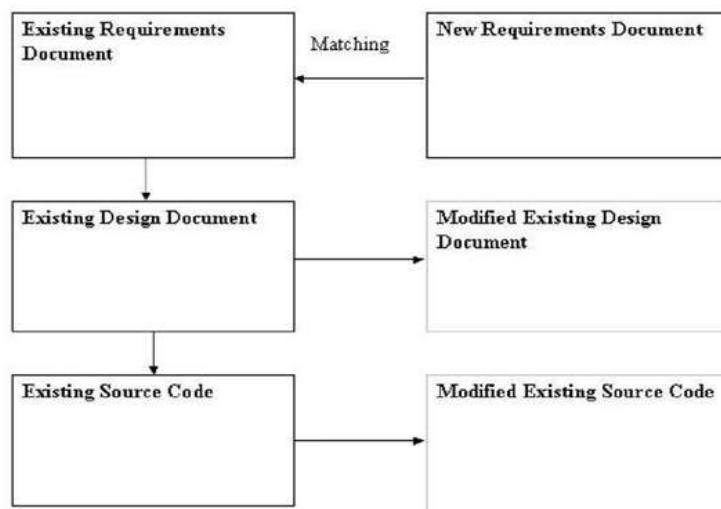 Existing Requirements
Document
Matching
New Requirements Document
Existing Design Document
Modified Existing Design
Document
Existing Source Code
Modified Existing Source Code